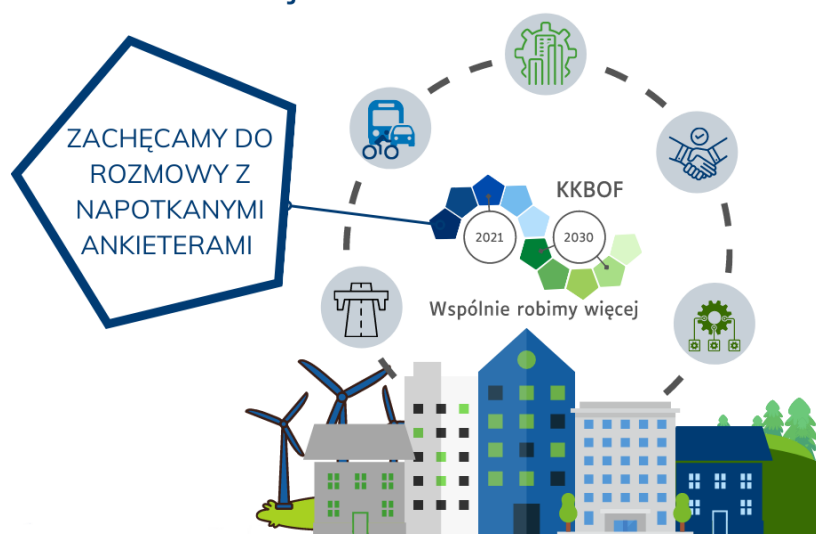 ZACHĘCAMY DO
ROZMOWY Z
NAPOTKANYMI
ANKIETERAMI
KKBOF
2021
2030
Wspólnie robimy więcej